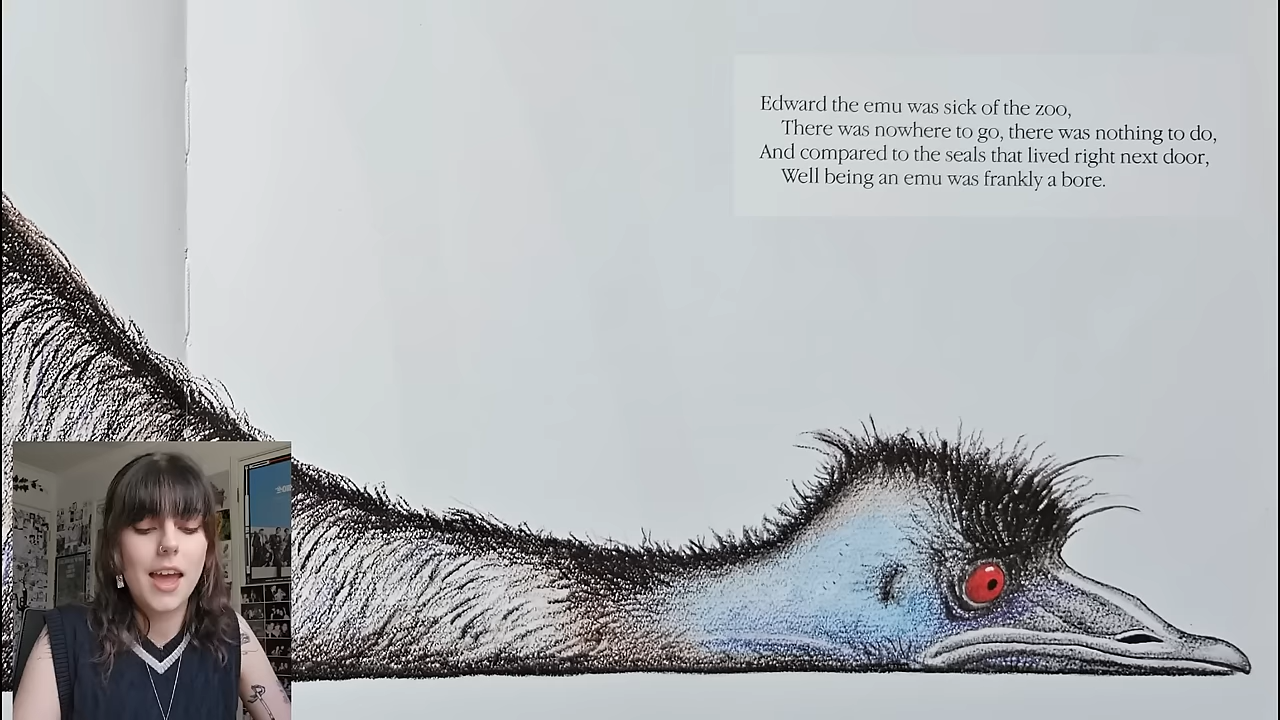 Edward the emu was sick of the zoo,
There was nowhere to go, there was nothing to do,
And compared to the seals that lived right next door,
Well being an emu was frankly a bore.